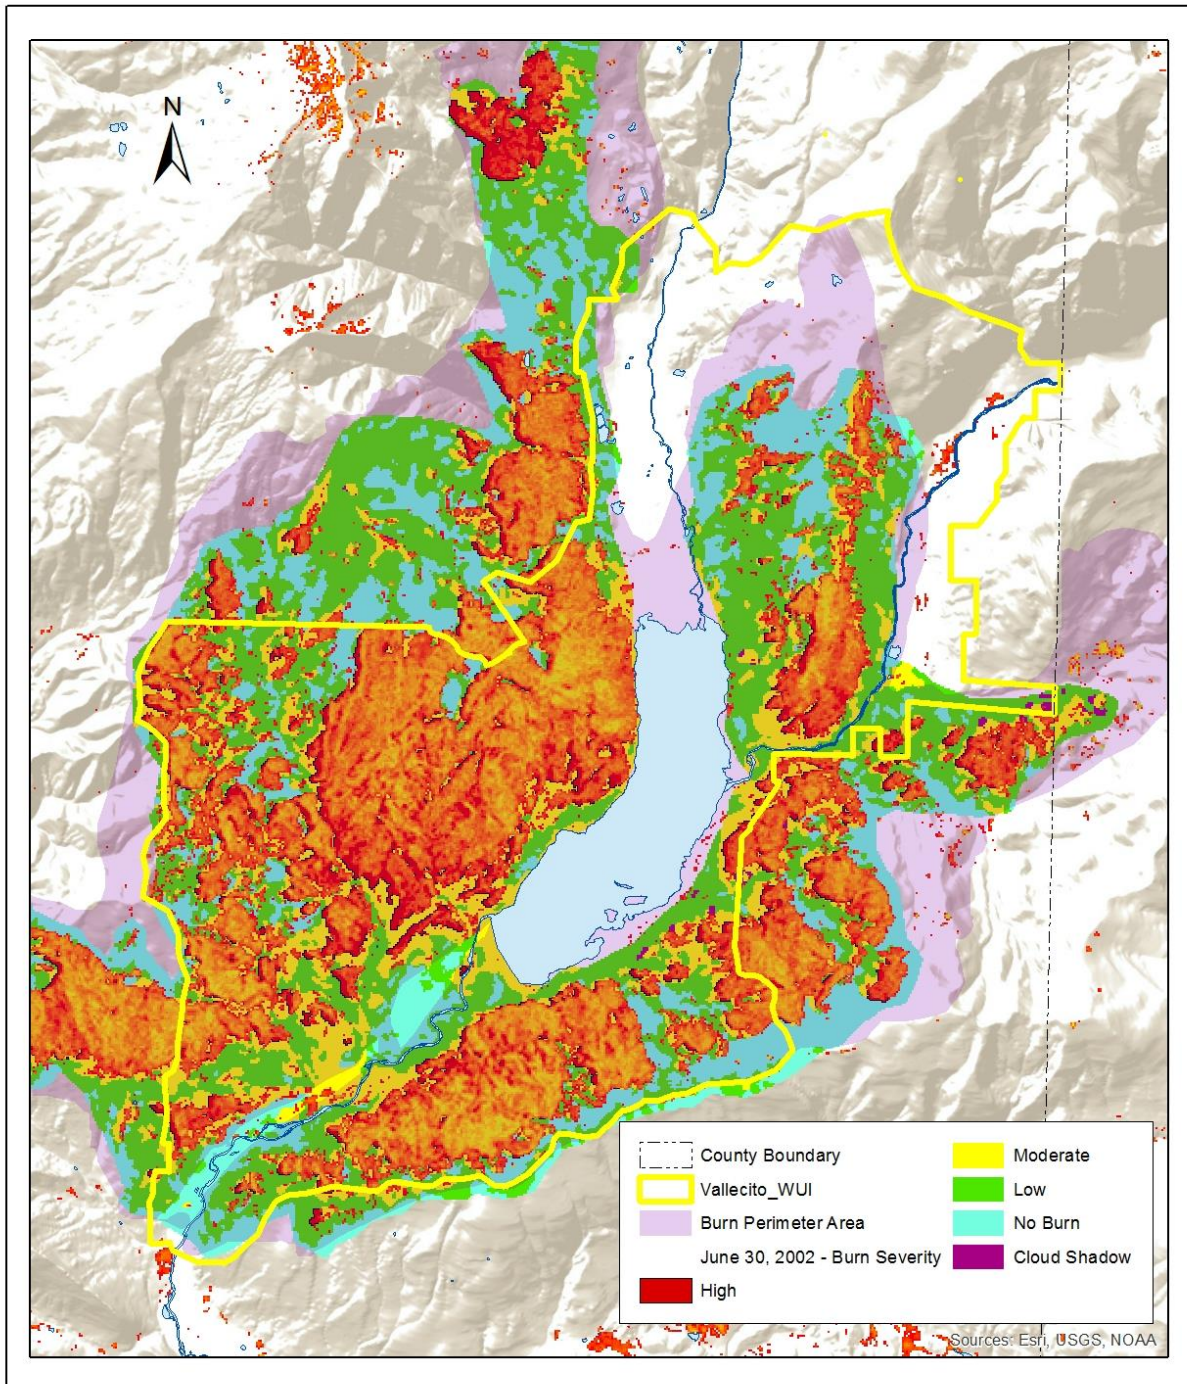 N
County Boundary
Vallecito_WUI
Burn Perimeter Area
June 30, 2002 - Burn Severity
High
Moderate
Low
No Burn
Cloud Shadow
Sources: Esri, USGS, NOAA